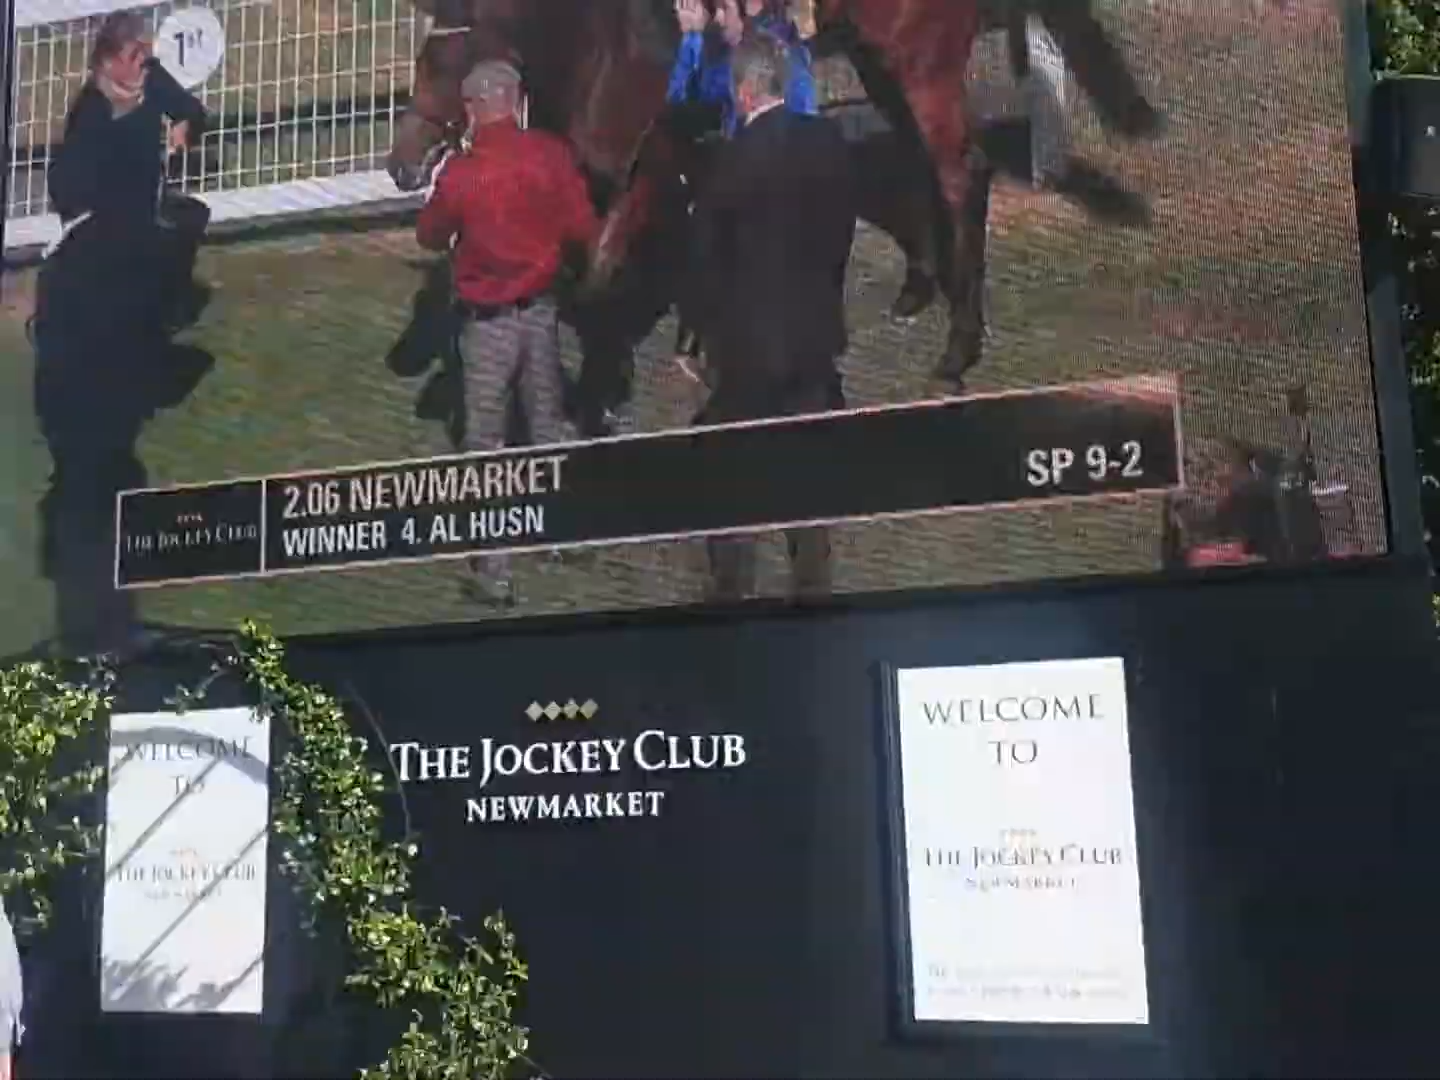 1st
THE JOCKEY CLUB
2.06 NEWMARKET
WINNER 4. AL HUSN
SP 9-2
THE JOCKEY CLUB
NEWMARKET
WELCOME
TO
THE JOCKEY CLUB
NEWMARKET
WELCOME
TO
THE JOCKEY CLUB
NEWMARKET